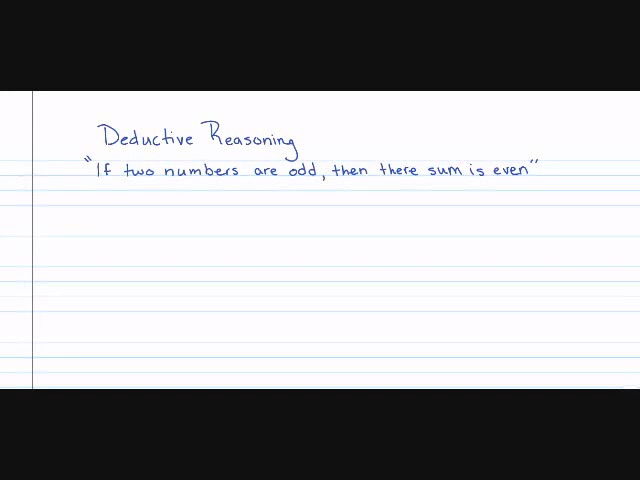 Deductive Reasoning
"If two numbers are odd, then there sum is even"